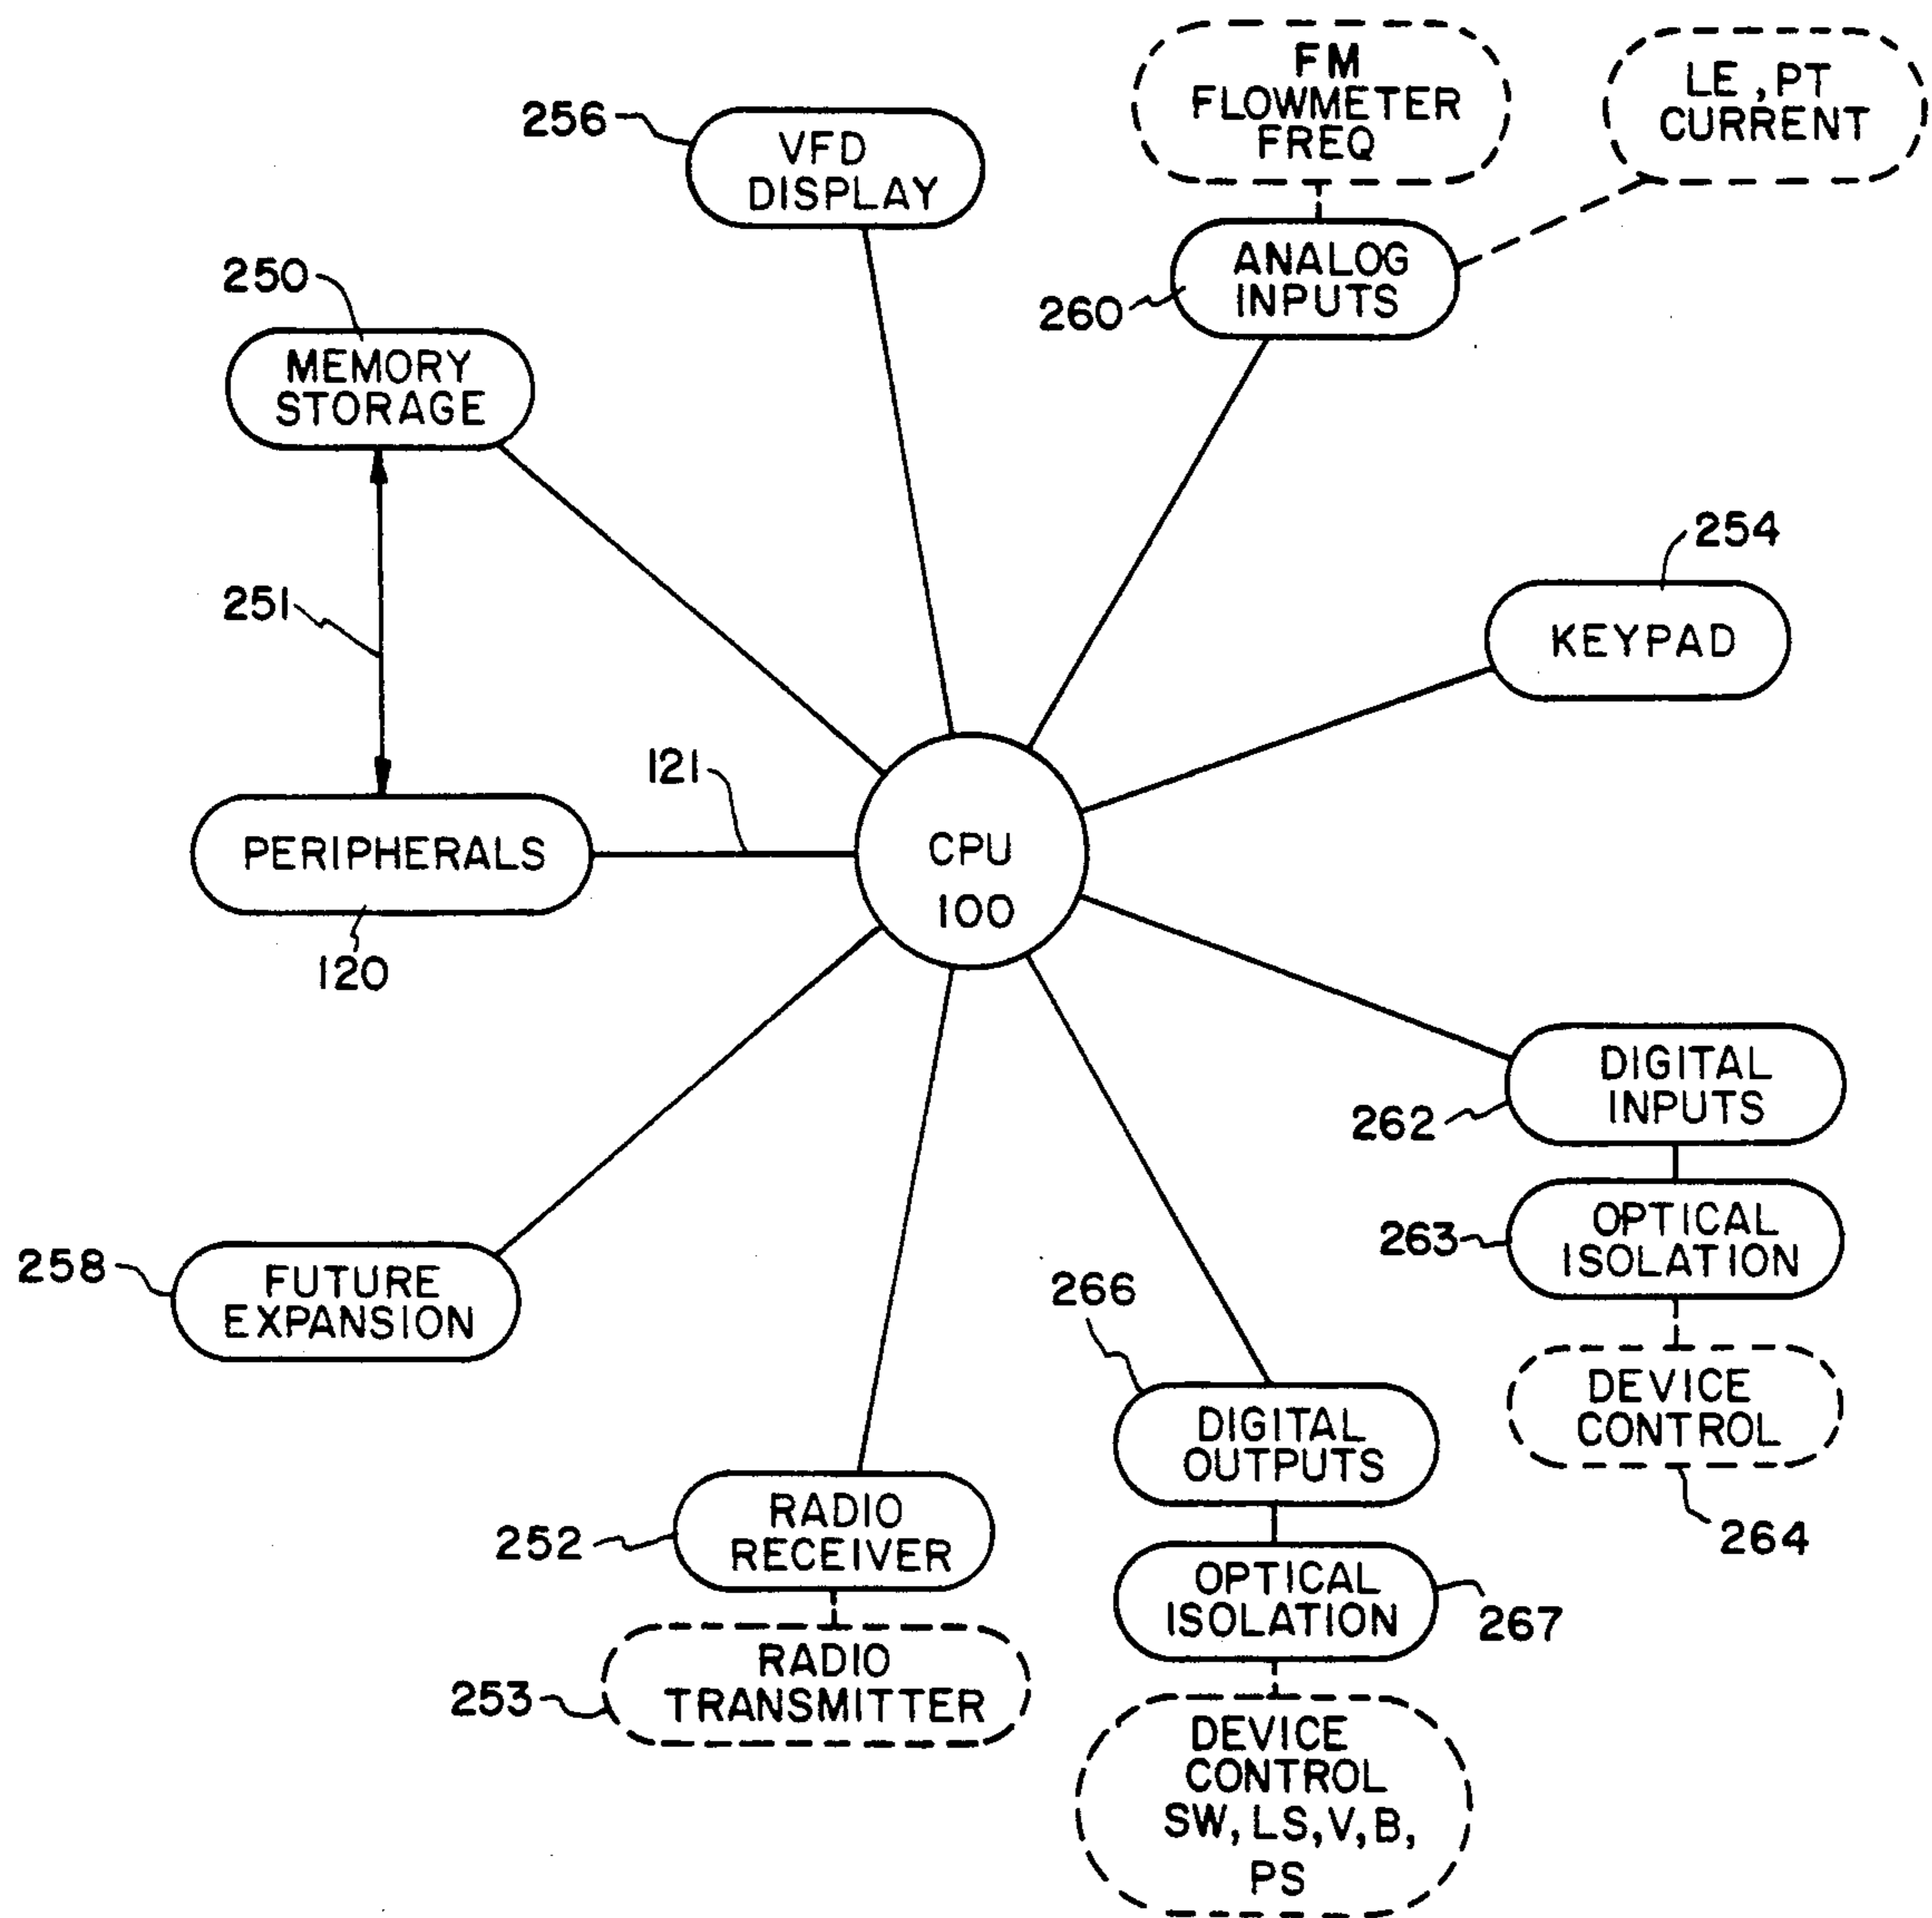 FM
FLOWMETER
FREQ
LE, PT
CURRENT
256
VFD
DISPLAY
250
MEMORY
STORAGE
260
ANALOG
INPUTS
254
KEYPAD
251
121
PERIPHERALS
120
CPU
100
262
DIGITAL
INPUTS
263
OPTICAL
ISOLATION
DEVICE
CONTROL
264
258
FUTURE
EXPANSION
266
DIGITAL
OUTPUTS
252
RADIO
RECEIVER
OPTICAL
ISOLATION
267
253
RADIO
TRANSMITTER
DEVICE
CONTROL
SW, LS, V, B,
PS